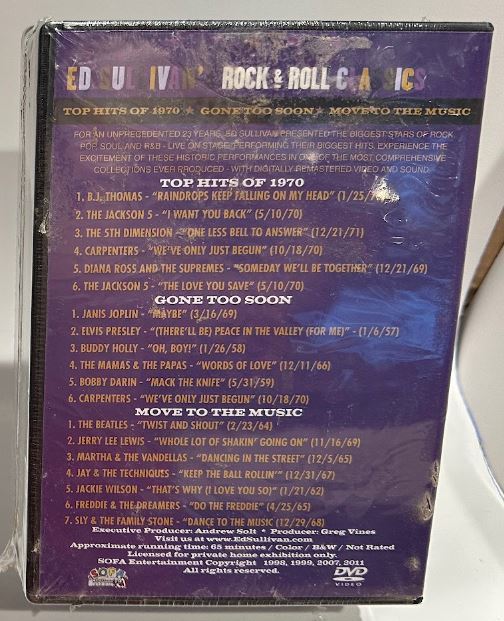 ED SULLIVAN'S ROCK & ROLL CLASSICS
TOP HITS OF 1970 ★ GONE TOO SOON ★ MOVE TO THE MUSIC
FOR AN UNPRECEDENTED 23 YEARS, ED SULLIVAN PRESENTED THE BIGGEST STARS OF ROCK,
POP, SOUL AND R&B - LIVE ON STAGE, PERFORMING THEIR BIGGEST HITS. EXPERIENCE THE
EXCITEMENT OF THESE HISTORIC PERFORMANCES IN ONE OF THE MOST COMPREHENSIVE
COLLECTIONS EVER PRODUCED - WITH DIGITALLY REMASTERED VIDEO AND SOUND.
TOP HITS OF 1970
1. B.J. THOMAS - "RAINDROPS KEEP FALLING ON MY HEAD" (1/25/
2. THE JACKSON 5 - "I WANT YOU BACK" (5/10/70)
3. THE 5TH DIMENSION - "ONE LESS BELL TO ANSWER" (12/21/71)
4. CARPENTERS - "WE'VE ONLY JUST BEGUN" (10/18/70)
5. DIANA ROSS AND THE SUPREMES - "SOMEDAY WE'LL BE TOGETHER" (12/21/69)
6. THE JACKSON 5 - "THE LOVE YOU SAVE" (5/10/70)
GONE TOO SOON
1. JANIS JOPLIN - "MAYBE" (3/16/69)
2. ELVIS PRESLEY - "(THERE'LL BE) PEACE IN THE VALLEY (FOR ME)" - (1/6/57)
3. BUDDY HOLLY - "OH, BOY!" (1/26/58)
4. THE MAMAS & THE PAPAS - "WORDS OF LOVE" (12/11/66)
5. BOBBY DARIN - "MACK THE KNIFE" (5/31/59)
6. CARPENTERS - "WE'VE ONLY JUST BEGUN" (10/18/70)
MOVE TO THE MUSIC
1. THE BEATLES - "TWIST AND SHOUT" (2/23/64)
2. JERRY LEE LEWIS - "WHOLE LOT OF SHAKIN' GOING ON" (11/16/69)
3. MARTHA & THE VANDELLAS - "DANCING IN THE STREET" (12/5/65)
4. JAY & THE TECHNIQUES - "KEEP THE BALL ROLLIN'" (12/31/67)
5. JACKIE WILSON - "THAT'S WHY (I LOVE YOU SO)" (1/21/62)
6. FREDDIE & THE DREAMERS - "DO THE FREDDIE" (4/25/65)
7. SLY & THE FAMILY STONE - "DANCE TO THE MUSIC (12/29/68)
Executive Producer: Andrew Solt * Producer: Greg Vines
Visit us at www.EdSullivan.com
Approximate running time: 65 minutes / Color / B&W / Not Rated
Licensed for private home exhibition only.
SOFA Entertainment Copyright 1998, 1999, 2007, 2011
All rights reserved.
SOFA
DVD
VIDEO